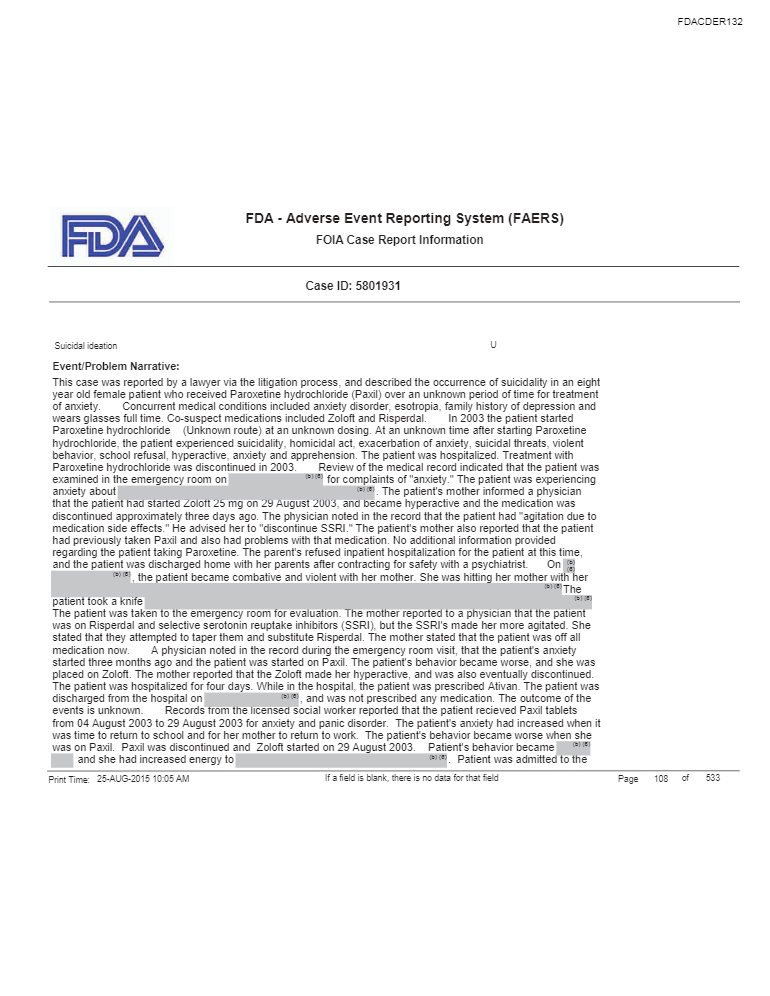 FDACDER132
FDA
FDA - Adverse Event Reporting System (FAERS)
FOIA Case Report Information
Case ID: 5801931
Suicidal ideation U
Event/Problem Narrative:
This case was reported by a lawyer via the litigation process, and described the occurrence of suicidality in an eight
year old female patient who received Paroxetine hydrochloride (Paxil) over an unknown period of time for treatment
of anxiety. Concurrent medical conditions included anxiety disorder, esotropia, family history of depression and
wears glasses full time. Co-suspect medications included Zoloft and Risperdal. In 2003 the patient started
Paroxetine hydrochloride (Unknown route) at an unknown dosing. At an unknown time after starting Paroxetine
hydrochloride, the patient experienced suicidality, homicidal act, exacerbation of anxiety, suicidal threats, violent
behavior, school refusal, hyperactive, anxiety and apprehension. The patient was hospitalized. Treatment with
Paroxetine hydrochloride was discontinued in 2003. Review of the medical record indicated that the patient was
examined in the emergency room on (b) (6) for complaints of "anxiety." The patient was experiencing
anxiety about (b) (6) . The patient's mother informed a physician
that the patient had started Zoloft 25 mg on 29 August 2003, and became hyperactive and the medication was
discontinued approximately three days ago. The physician noted in the record that the patient had "agitation due to
medication side effects." He advised her to "discontinue SSRI." The patient's mother also reported that the patient
had previously taken Paxil and also had problems with that medication. No additional information provided
regarding the patient taking Paroxetine. The parent's refused inpatient hospitalization for the patient at this time,
and the patient was discharged home with her parents after contracting for safety with a psychiatrist. On (b) (6)
(b) (6) , the patient became combative and violent with her mother. She was hitting her mother with her
(b) (6) The
patient took a knife (b) (6)
The patient was taken to the emergency room for evaluation. The mother reported to a physician that the patient
was on Risperdal and selective serotonin reuptake inhibitors (SSRI), but the SSRI's made her more agitated. She
stated that they attempted to taper them and substitute Risperdal. The mother stated that the patient was off all
medication now. A physician noted in the record during the emergency room visit, that the patient's anxiety
started three months ago and the patient was started on Paxil. The patient's behavior became worse, and she was
placed on Zoloft. The mother reported that the Zoloft made her hyperactive, and was also eventually discontinued.
The patient was hospitalized for four days. While in the hospital, the patient was prescribed Ativan. The patient was
discharged from the hospital on (b) (6) , and was not prescribed any medication. The outcome of the
events is unknown. Records from the licensed social worker reported that the patient recieved Paxil tablets
from 04 August 2003 to 29 August 2003 for anxiety and panic disorder. The patient's anxiety had increased when it
was time to return to school and for her mother to return to work. The patient's behavior became worse when she
was on Paxil. Paxil was discontinued and Zoloft started on 29 August 2003. Patient's behavior became (b) (6)
and she had increased energy to (b) (6) . Patient was admitted to the
Print Time: 25-AUG-2015 10:05 AM If a field is blank, there is no data for that field Page 108 of 533